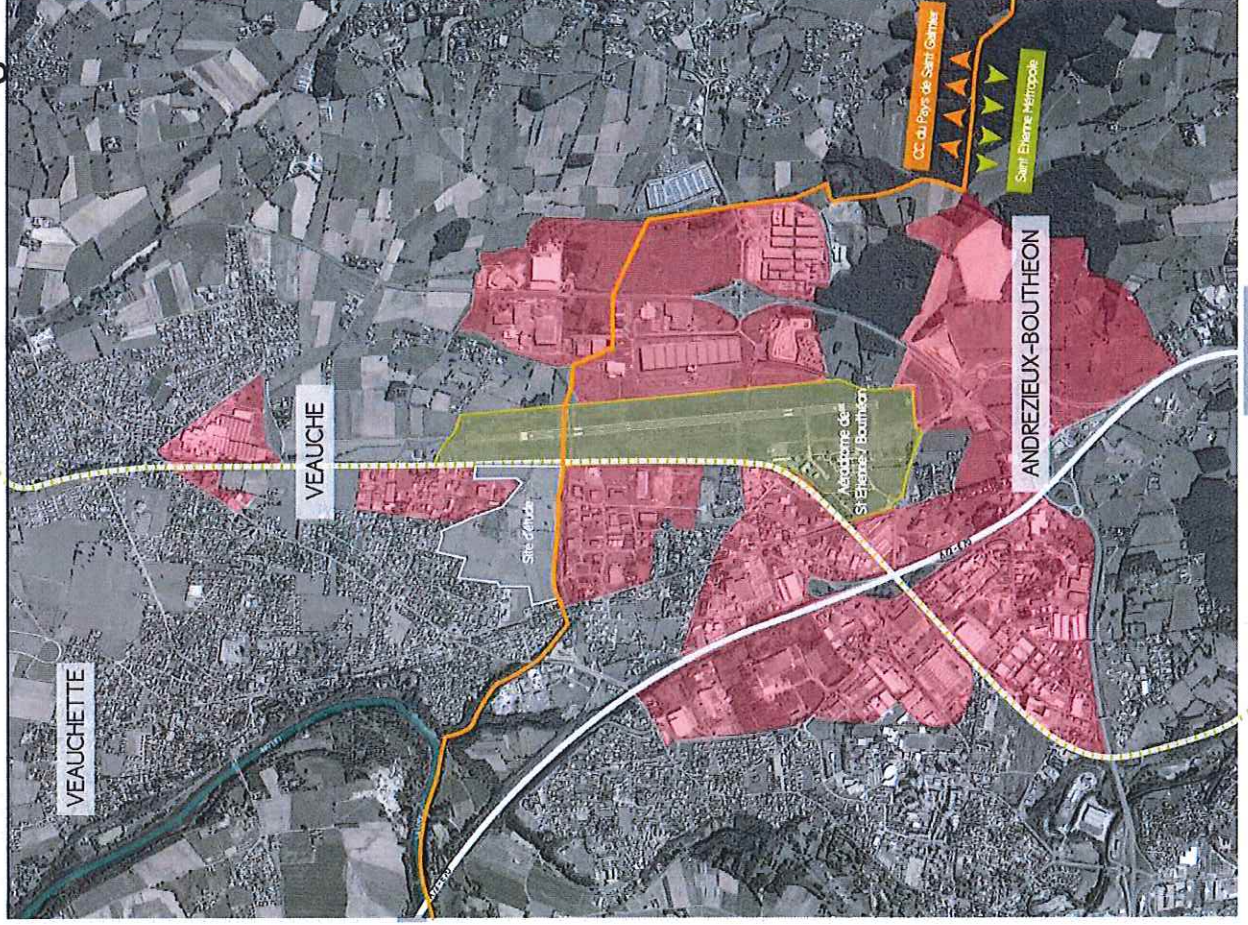 VEAUCHETTE
VEAUCHE
Site d'étude
Aérodrome de
St Etienne / Bouthéon
ANDREZIEUX-BOUTHEON
CC du Pays de Saint Galmier
Saint Etienne Métropole